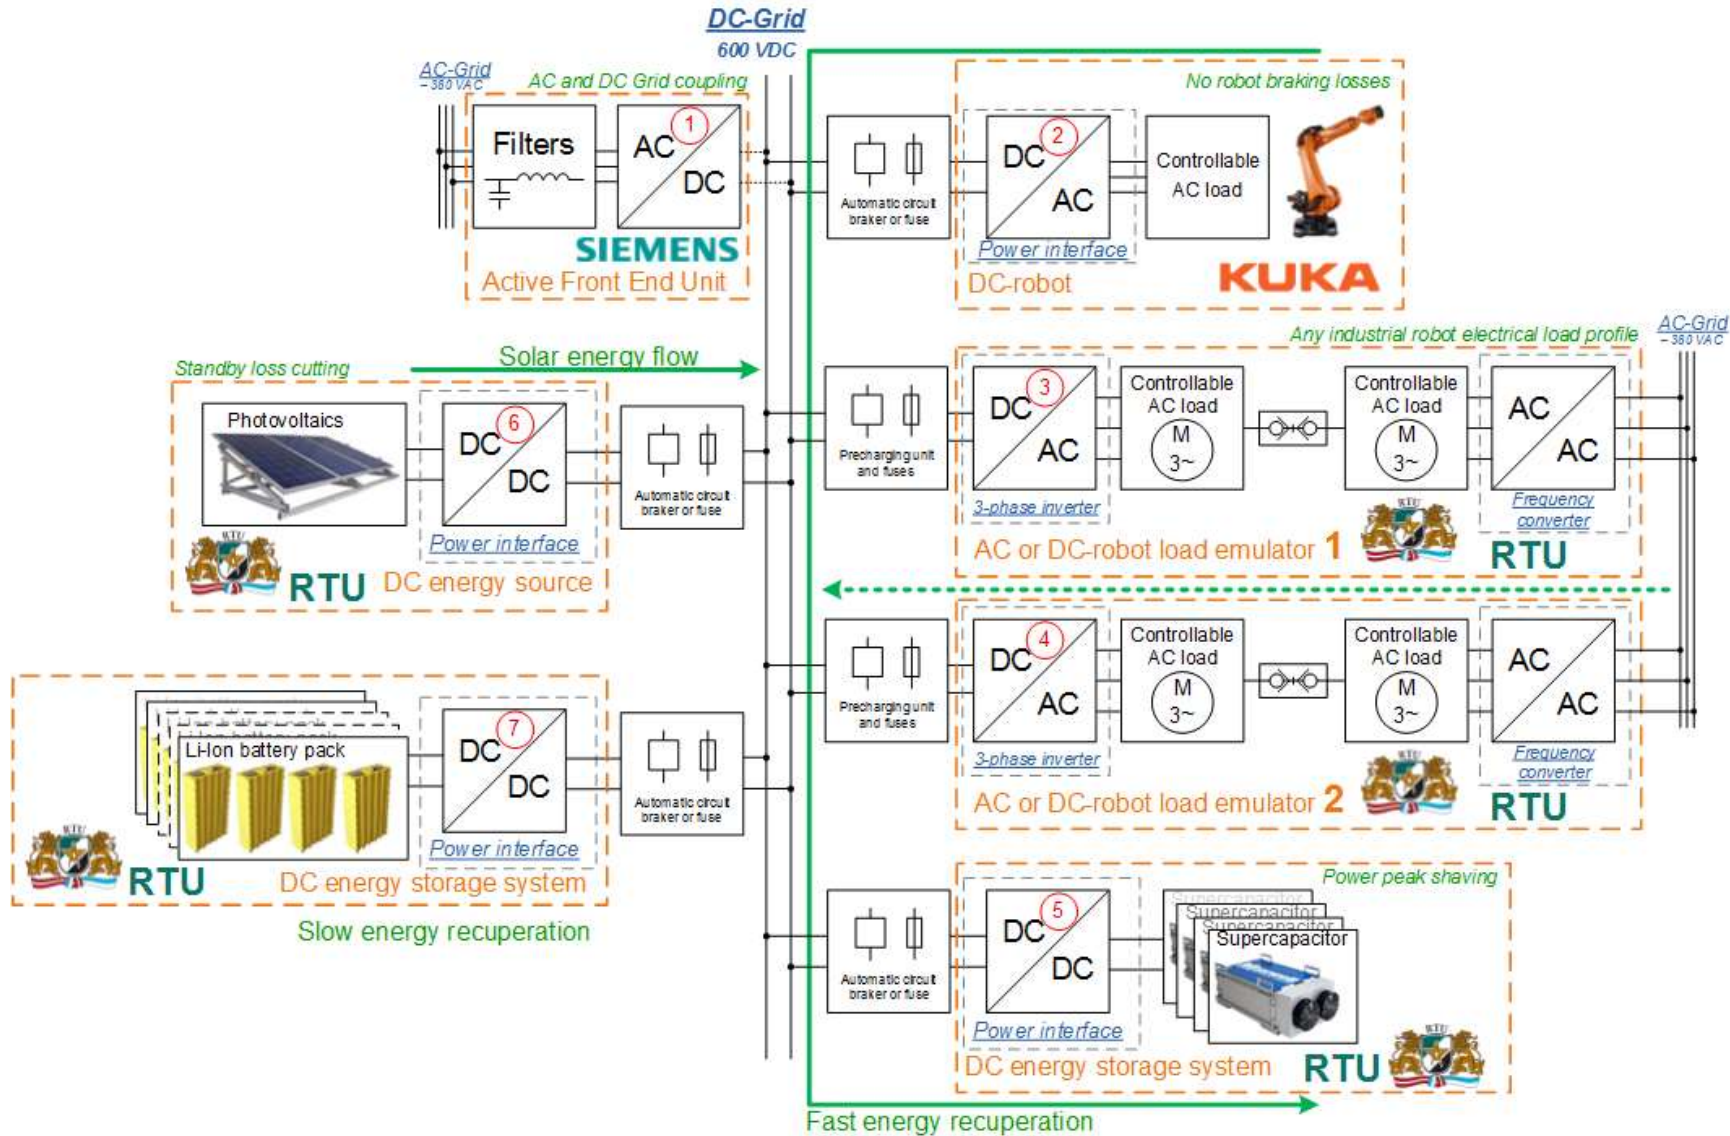 DC-Grid
600 VDC
AC-Grid
~380 VAC
AC and DC Grid coupling
Filters
AC
1
DC
SIEMENS
Active Front End Unit
No robot braking losses
Automatic circuit
braker or fuse
DC
2
AC
Power interface
Controllable
AC load
DC-robot
KUKA
Solar energy flow
Standby loss cutting
Photovoltaics
DC
6
DC
Power interface
Automatic circuit
braker or fuse
RTU
RTU
DC energy source
Any industrial robot electrical load profile
AC-Grid
~380 VAC
Precharging unit
and fuses
DC
3
AC
3-phase inverter
Controllable
AC load
M
3~
Controllable
AC load
M
3~
AC
AC
Frequency
converter
AC or DC-robot load emulator 1
RTU
RTU
Precharging unit
and fuses
DC
4
AC
3-phase inverter
Controllable
AC load
M
3~
Controllable
AC load
M
3~
AC
AC
Frequency
converter
AC or DC-robot load emulator 2
RTU
RTU
Li-Ion battery pack
DC
7
DC
Power interface
Automatic circuit
braker or fuse
RTU
RTU
DC energy storage system
Slow energy recuperation
Power peak shaving
Automatic circuit
braker or fuse
DC
5
DC
Power interface
Supercapacitor
Supercapacitor
Supercapacitor
Supercapacitor
DC energy storage system
RTU
RTU
Fast energy recuperation